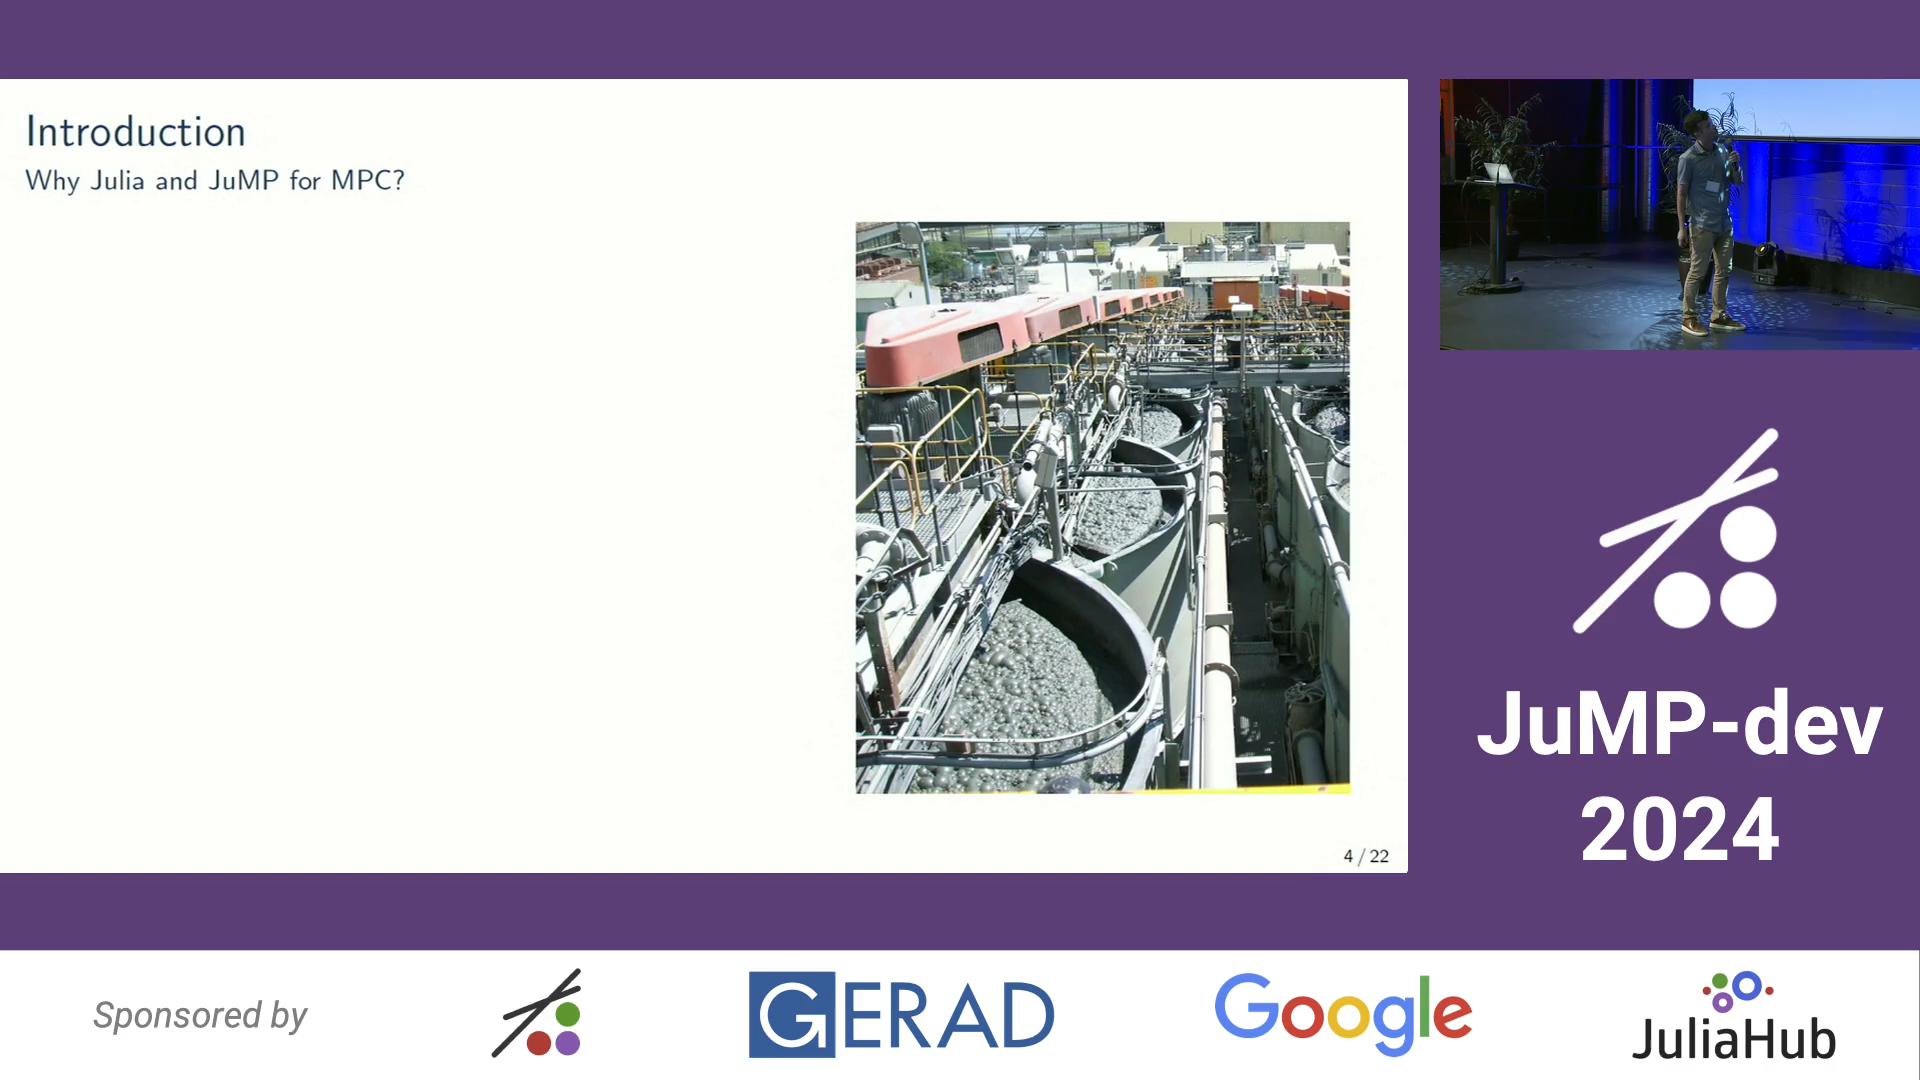 Introduction
Why Julia and JuMP for MPC?
4 / 22
JuMP-dev
2024
Sponsored by
GERAD
Google
JuliaHub